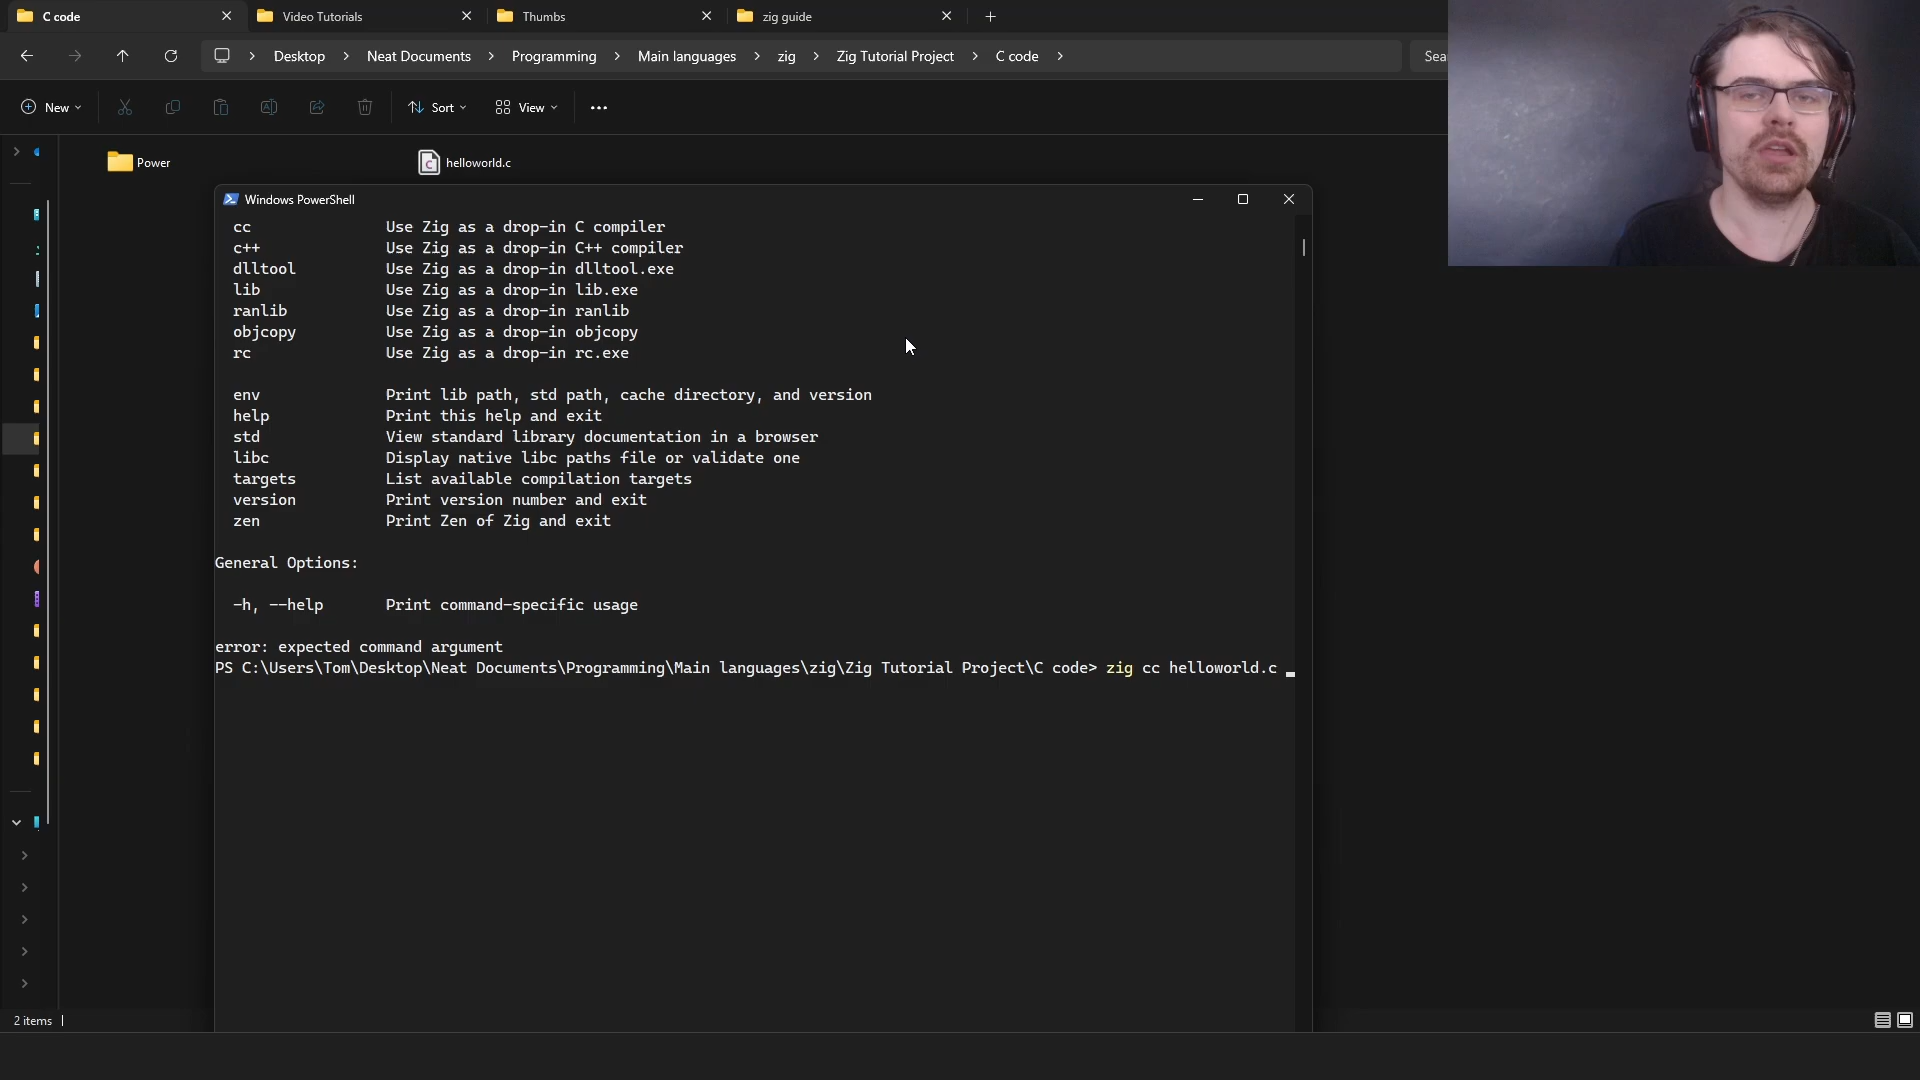 C code
Video Tutorials
Thumbs
zig guide
Desktop > Neat Documents > Programming > Main languages > zig > Zig Tutorial Project > C code >
New
Sort
View
Power
helloworld.c
Windows PowerShell
cc Use Zig as a drop-in C compiler
c++ Use Zig as a drop-in C++ compiler
dlltool Use Zig as a drop-in dlltool.exe
lib Use Zig as a drop-in lib.exe
ranlib Use Zig as a drop-in ranlib
objcopy Use Zig as a drop-in objcopy
rc Use Zig as a drop-in rc.exe
env Print lib path, std path, cache directory, and version
help Print this help and exit
std View standard library documentation in a browser
libc Display native libc paths file or validate one
targets List available compilation targets
version Print version number and exit
zen Print Zen of Zig and exit
General Options:
-h, --help Print command-specific usage
error: expected command argument
PS C:\Users\Tom\Desktop\Neat Documents\Programming\Main languages\zig\Zig Tutorial Project\C code> zig cc helloworld.c
2 items